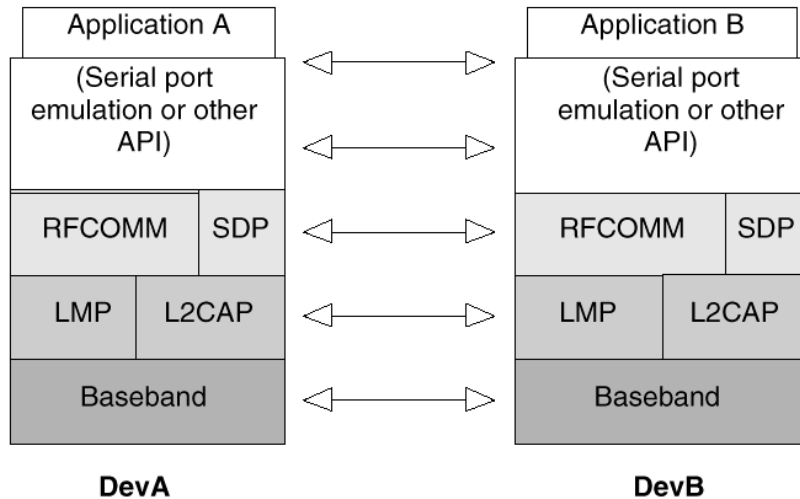 Application A
(Serial port
emulation or other
API)
RFCOMM
SDP
LMP
L2CAP
Baseband
DevA
Application B
(Serial port
emulation or other
API)
RFCOMM
SDP
LMP
L2CAP
Baseband
DevB